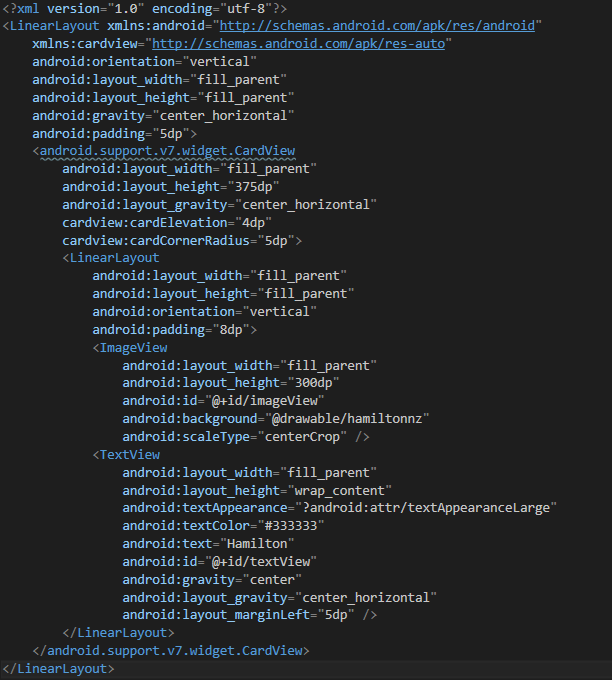 <?xml version="1.0" encoding="utf-8"?>
<LinearLayout xmlns:android="http://schemas.android.com/apk/res/android"
    xmlns:cardview="http://schemas.android.com/apk/res-auto"
    android:orientation="vertical"
    android:layout_width="fill_parent"
    android:layout_height="fill_parent"
    android:gravity="center_horizontal"
    android:padding="5dp">
    <android.support.v7.widget.CardView
        android:layout_width="fill_parent"
        android:layout_height="375dp"
        android:layout_gravity="center_horizontal"
        cardview:cardElevation="4dp"
        cardview:cardCornerRadius="5dp">
        <LinearLayout
            android:layout_width="fill_parent"
            android:layout_height="fill_parent"
            android:orientation="vertical"
            android:padding="8dp">
            <ImageView
                android:layout_width="fill_parent"
                android:layout_height="300dp"
                android:id="@+id/imageView"
                android:background="@drawable/hamiltonnz"
                android:scaleType="centerCrop" />
            <TextView
                android:layout_width="fill_parent"
                android:layout_height="wrap_content"
                android:textAppearance="?android:attr/textAppearanceLarge"
                android:textColor="#333333"
                android:text="Hamilton"
                android:id="@+id/textView"
                android:gravity="center"
                android:layout_gravity="center_horizontal"
                android:layout_marginLeft="5dp" />
        </LinearLayout>
    </android.support.v7.widget.CardView>
</LinearLayout>